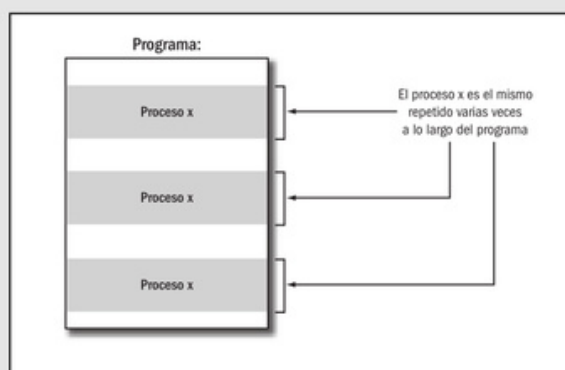 Programa:
Proceso x
El proceso x es el mismo
repetido varias veces
a lo largo del programa
Proceso x
Proceso x